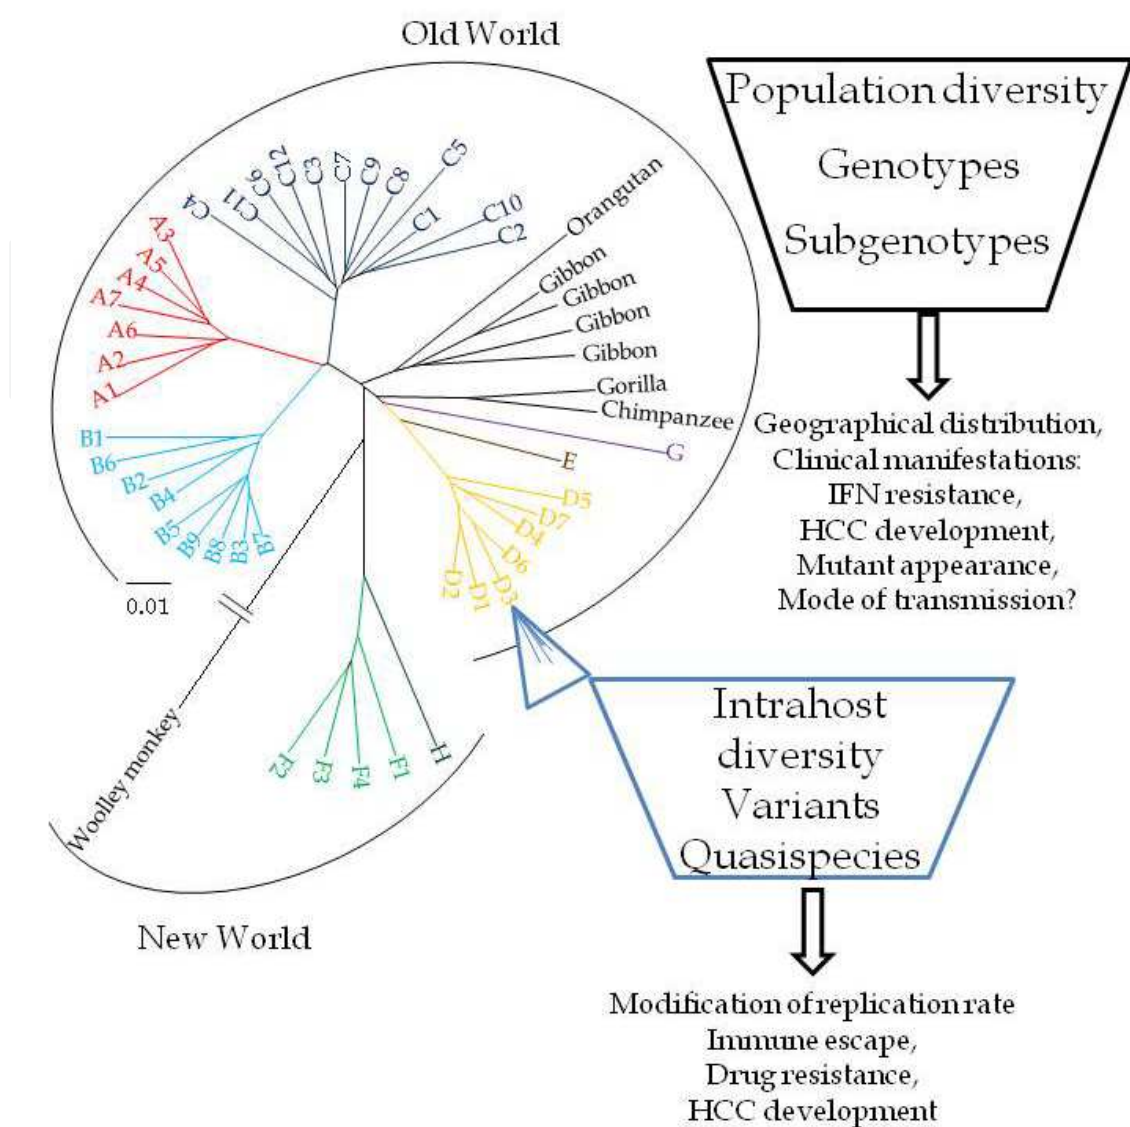 Old World
Population diversity
Genotypes
Subgenotypes
C4
C11
C6
C12
C3
C7
C9
C8
C5
C1
C10
C2
Orangutan
Gibbon
Gibbon
Gibbon
Gibbon
Gorilla
Chimpanzee
G
E
A3
A5
A4
A7
A6
A2
A1
B1
B6
B2
B4
B5
B9
B8
B3
B7
D5
D7
D4
D6
D3
D1
D2
0.01
Geographical distribution,
Clinical manifestations:
IFN resistance,
HCC development,
Mutant appearance,
Mode of transmission?
Woolley monkey
F2
F3
F4
F1
H
New World
Intrahost
diversity
Variants
Quasispecies
Modification of replication rate
Immune escape,
Drug resistance,
HCC development